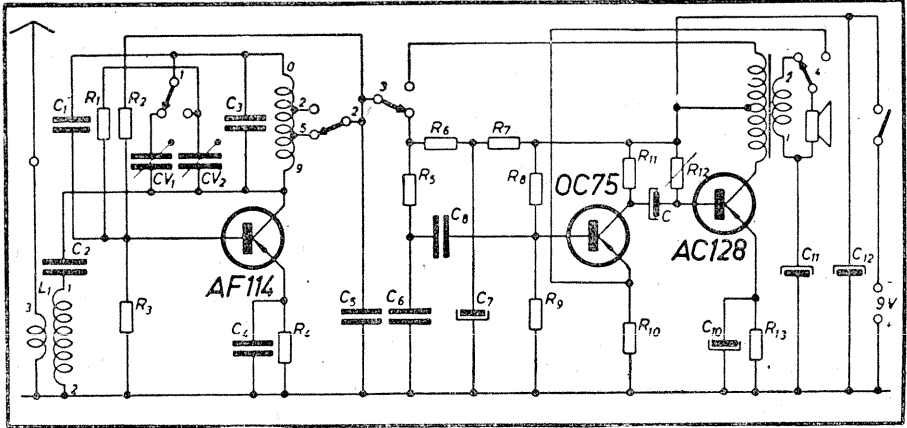 C1
R1
R2
1
C3
0
2
5
9
2
3
CV1
CV2
C2
L1
1
3
2
AF114
R3
C4
R4
C5
C6
R5
R6
R7
C8
C7
R8
R9
OC75
R10
R11
C
R12
AC128
C10
R13
2
1
4
C11
C12
-
9V
+